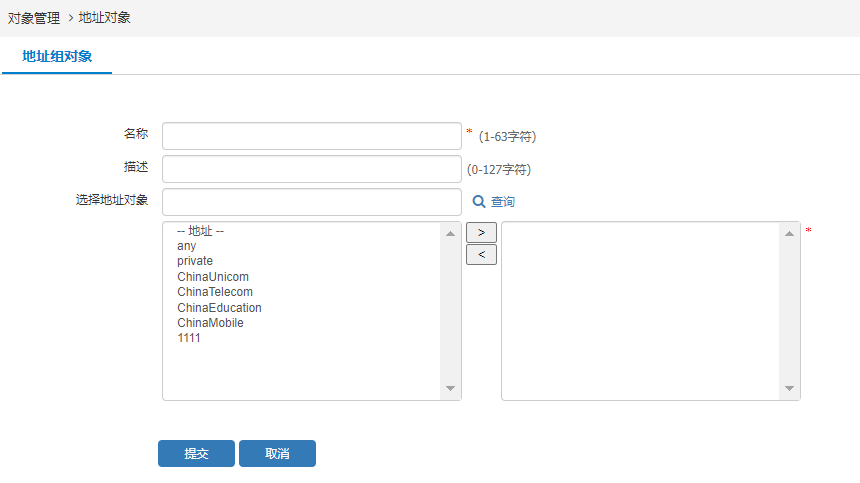 对象管理 > 地址对象
地址组对象
名称 * (1-63字符)
描述 (0-127字符)
选择地址对象 查询
-- 地址 --
any
private
ChinaUnicom
ChinaTelecom
ChinaEducation
ChinaMobile
1111
>
<
*
提交 取消